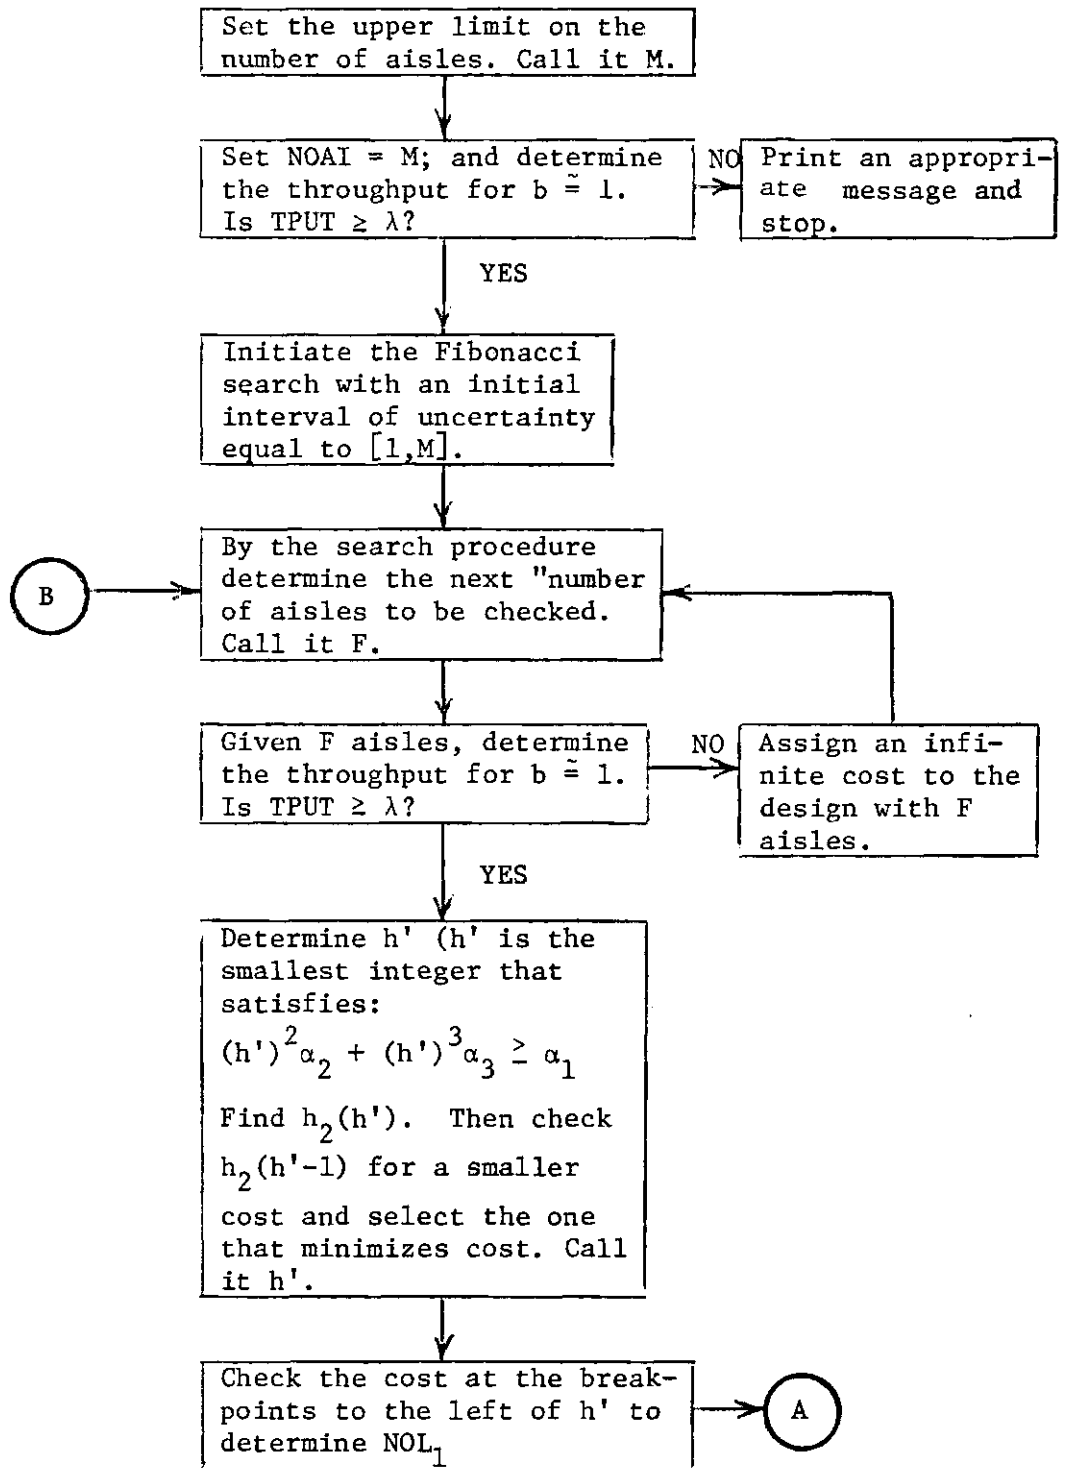 Set the upper limit on the
number of aisles. Call it M.
Set NOAI = M; and determine
the throughput for b ≅ 1.
Is TPUT ≥ λ?
NO
Print an appropri-
ate message and
stop.
YES
Initiate the Fibonacci
search with an initial
interval of uncertainty
equal to [1,M].
B
By the search procedure
determine the next "number
of aisles to be checked.
Call it F.
Given F aisles, determine
the throughput for b ≅ 1.
Is TPUT ≥ λ?
NO
Assign an infi-
nite cost to the
design with F
aisles.
YES
Determine h' (h' is the
smallest integer that
satisfies:
(h')²α₂ + (h')³α₃ ≥ α₁
Find h₂(h'). Then check
h₂(h'-1) for a smaller
cost and select the one
that minimizes cost. Call
it h'.
Check the cost at the break-
points to the left of h' to
determine NOL₁
A